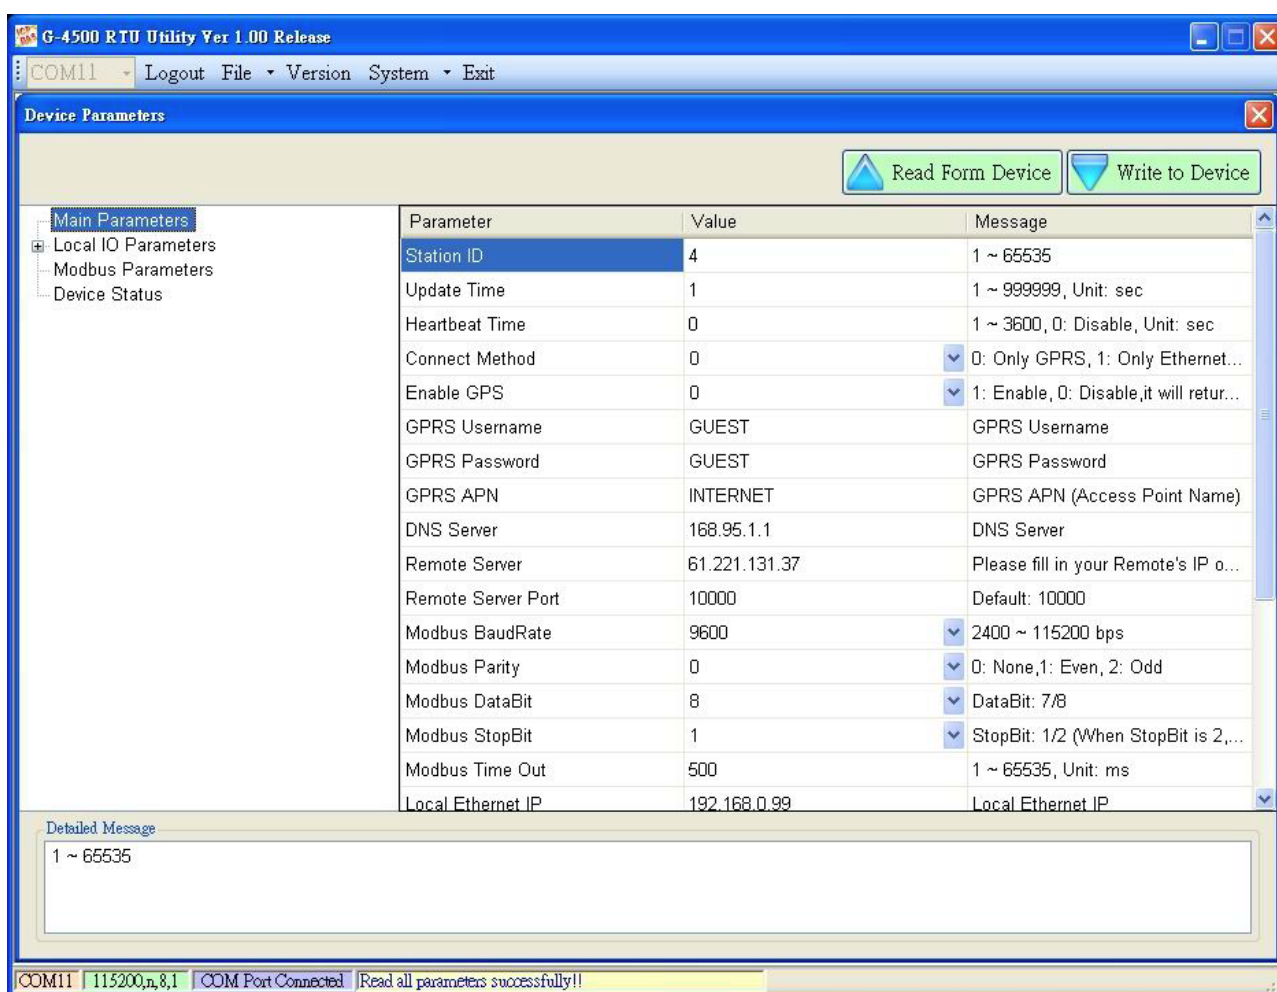 G-4500 RTU Utility Ver 1.00 Release
COM11 Logout File Version System Exit
Device Parameters
Read Form Device Write to Device
Main Parameters
Local IO Parameters
Modbus Parameters
Device Status
Parameter Value Message
Station ID 4 1 ~ 65535
Update Time 1 1 ~ 999999, Unit: sec
Heartbeat Time 0 1 ~ 3600, 0: Disable, Unit: sec
Connect Method 0 0: Only GPRS, 1: Only Ethernet...
Enable GPS 0 1: Enable, 0: Disable,it will retur...
GPRS Username GUEST GPRS Username
GPRS Password GUEST GPRS Password
GPRS APN INTERNET GPRS APN (Access Point Name)
DNS Server 168.95.1.1 DNS Server
Remote Server 61.221.131.37 Please fill in your Remote's IP o...
Remote Server Port 10000 Default: 10000
Modbus BaudRate 9600 2400 ~ 115200 bps
Modbus Parity 0 0: None,1: Even, 2: Odd
Modbus DataBit 8 DataBit: 7/8
Modbus StopBit 1 StopBit: 1/2 (When StopBit is 2,...
Modbus Time Out 500 1 ~ 65535, Unit: ms
Local Ethernet IP 192.168.0.99 Local Ethernet IP
Detailed Message
1 ~ 65535
COM11 115200,n,8,1 COM Port Connected Read all parameters successfully!!